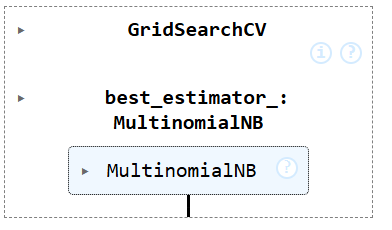 ▸ GridSearchCV
i ?
▸ best_estimator_:
MultinomialNB
▸ MultinomialNB ?